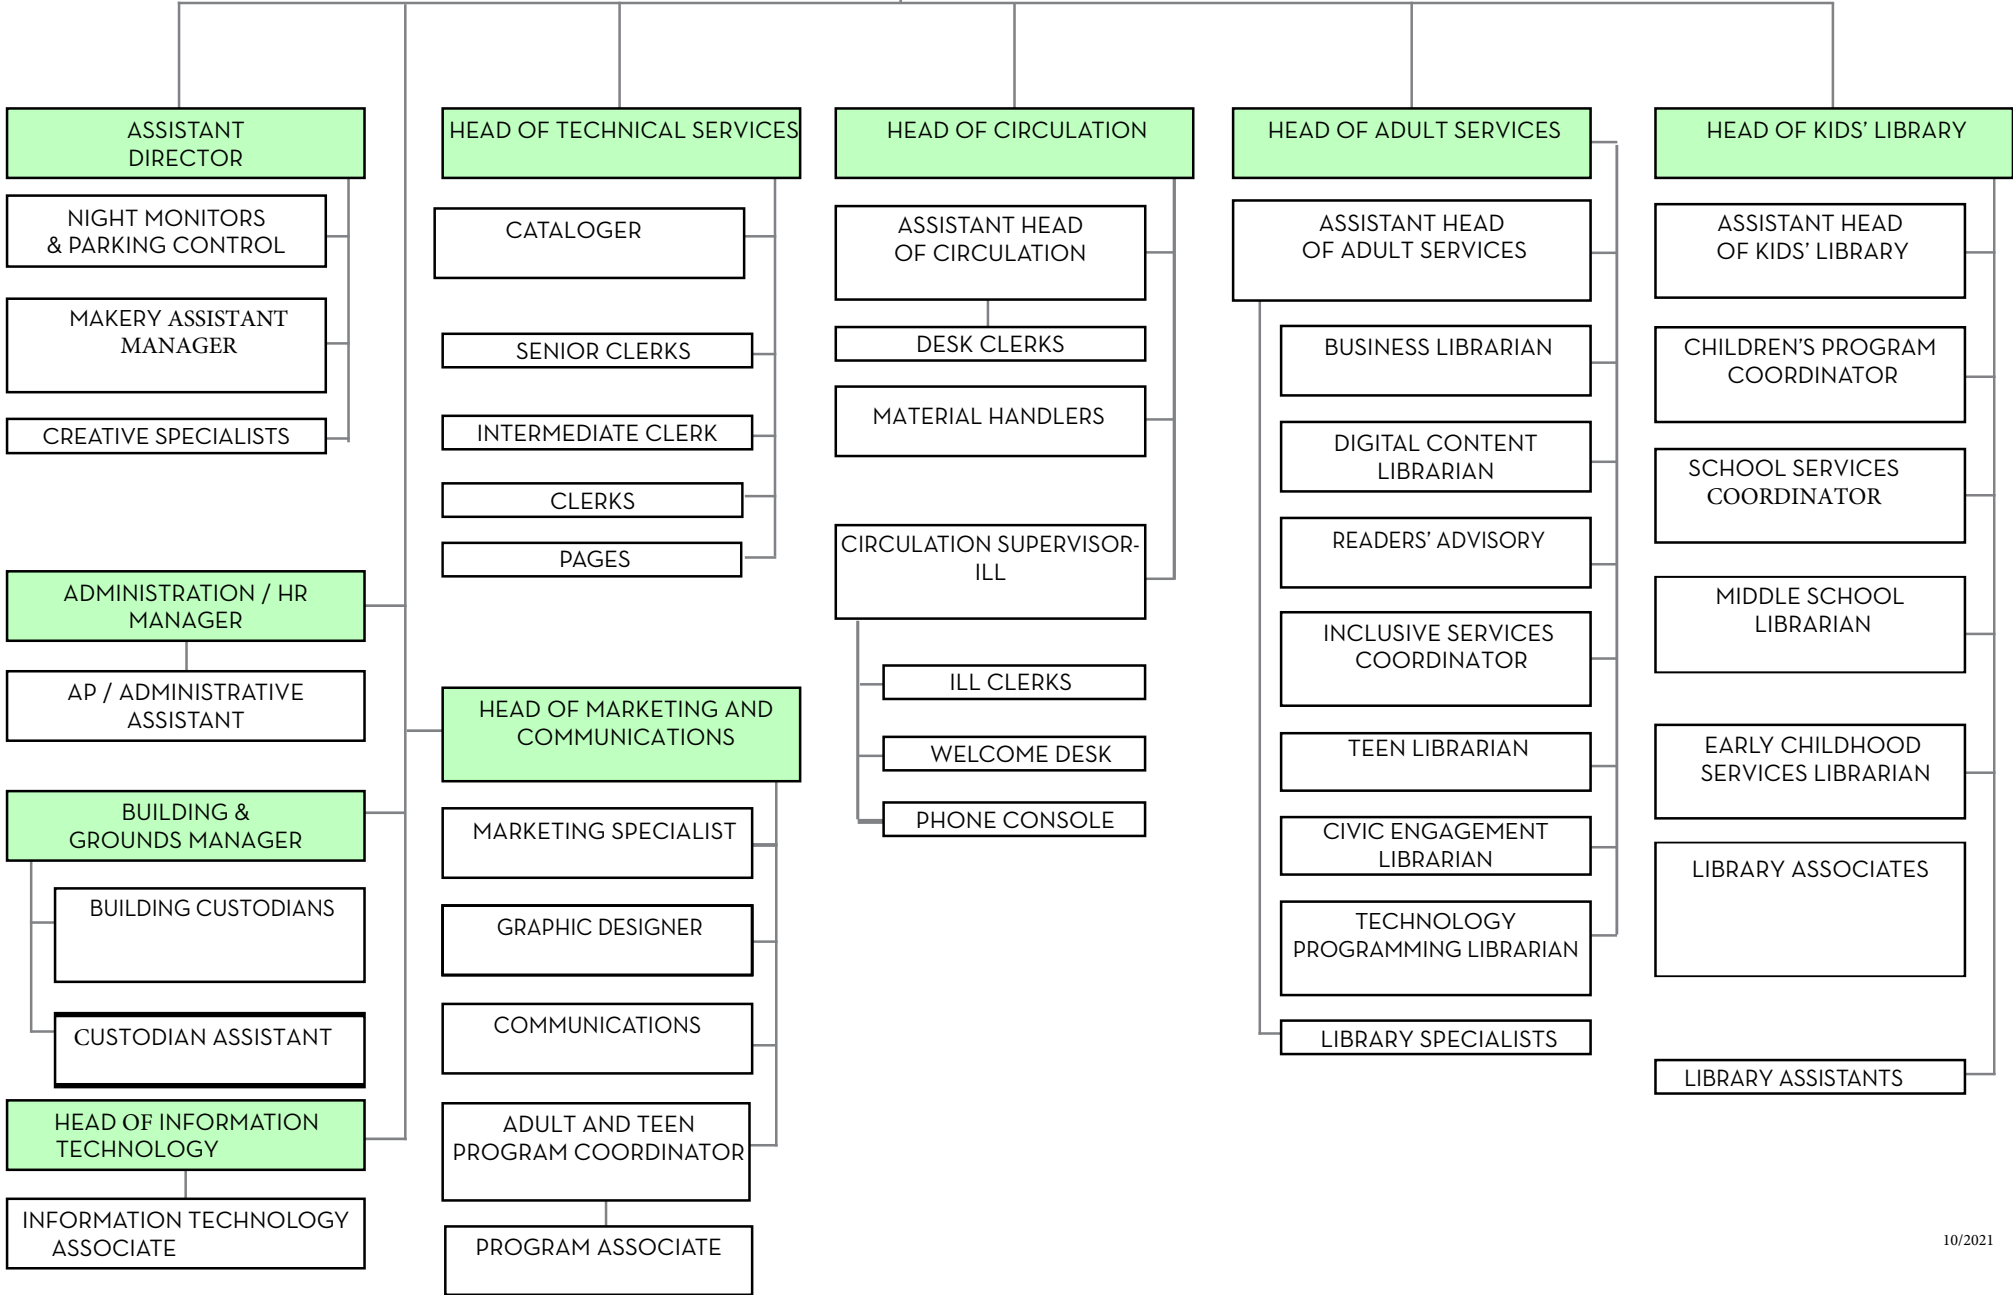 ASSISTANT
DIRECTOR
NIGHT MONITORS
& PARKING CONTROL
MAKERY ASSISTANT
MANAGER
CREATIVE SPECIALISTS
ADMINISTRATION / HR
MANAGER
AP / ADMINISTRATIVE
ASSISTANT
BUILDING &
GROUNDS MANAGER
BUILDING CUSTODIANS
CUSTODIAN ASSISTANT
HEAD OF INFORMATION
TECHNOLOGY
INFORMATION TECHNOLOGY
ASSOCIATE
HEAD OF TECHNICAL SERVICES
CATALOGER
SENIOR CLERKS
INTERMEDIATE CLERK
CLERKS
PAGES
HEAD OF MARKETING AND
COMMUNICATIONS
MARKETING SPECIALIST
GRAPHIC DESIGNER
COMMUNICATIONS
ADULT AND TEEN
PROGRAM COORDINATOR
PROGRAM ASSOCIATE
HEAD OF CIRCULATION
ASSISTANT HEAD
OF CIRCULATION
DESK CLERKS
MATERIAL HANDLERS
CIRCULATION SUPERVISOR-
ILL
ILL CLERKS
WELCOME DESK
PHONE CONSOLE
HEAD OF ADULT SERVICES
ASSISTANT HEAD
OF ADULT SERVICES
BUSINESS LIBRARIAN
DIGITAL CONTENT
LIBRARIAN
READERS’ ADVISORY
INCLUSIVE SERVICES
COORDINATOR
TEEN LIBRARIAN
CIVIC ENGAGEMENT
LIBRARIAN
TECHNOLOGY
PROGRAMMING LIBRARIAN
LIBRARY SPECIALISTS
HEAD OF KIDS’ LIBRARY
ASSISTANT HEAD
OF KIDS’ LIBRARY
CHILDREN’S PROGRAM
COORDINATOR
SCHOOL SERVICES
COORDINATOR
MIDDLE SCHOOL
LIBRARIAN
EARLY CHILDHOOD
SERVICES LIBRARIAN
LIBRARY ASSOCIATES
LIBRARY ASSISTANTS
10/2021